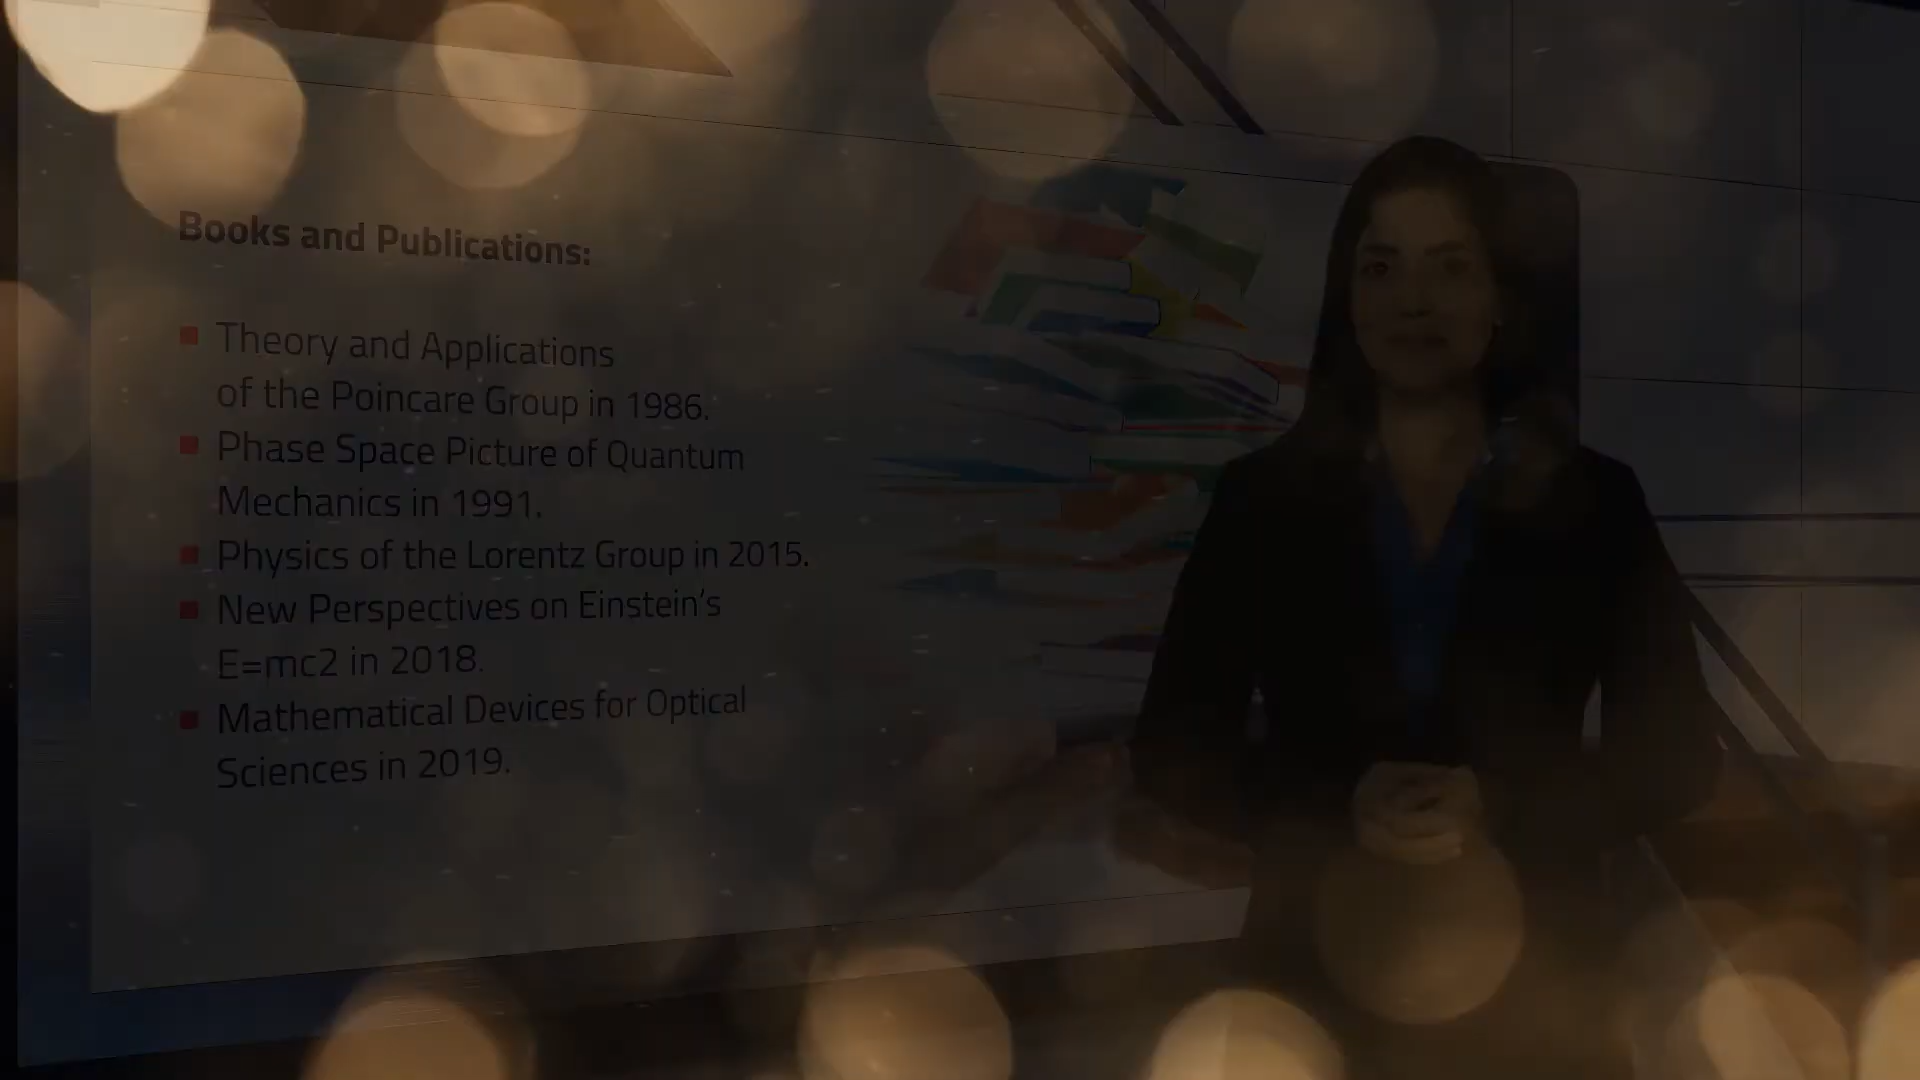 Books and Publications:
Theory and Applications
of the Poincare Group in 1986.
Phase Space Picture of Quantum
Mechanics in 1991.
Physics of the Lorentz Group in 2015.
New Perspectives on Einstein's
E=mc2 in 2018.
Mathematical Devices for Optical
Sciences in 2019.